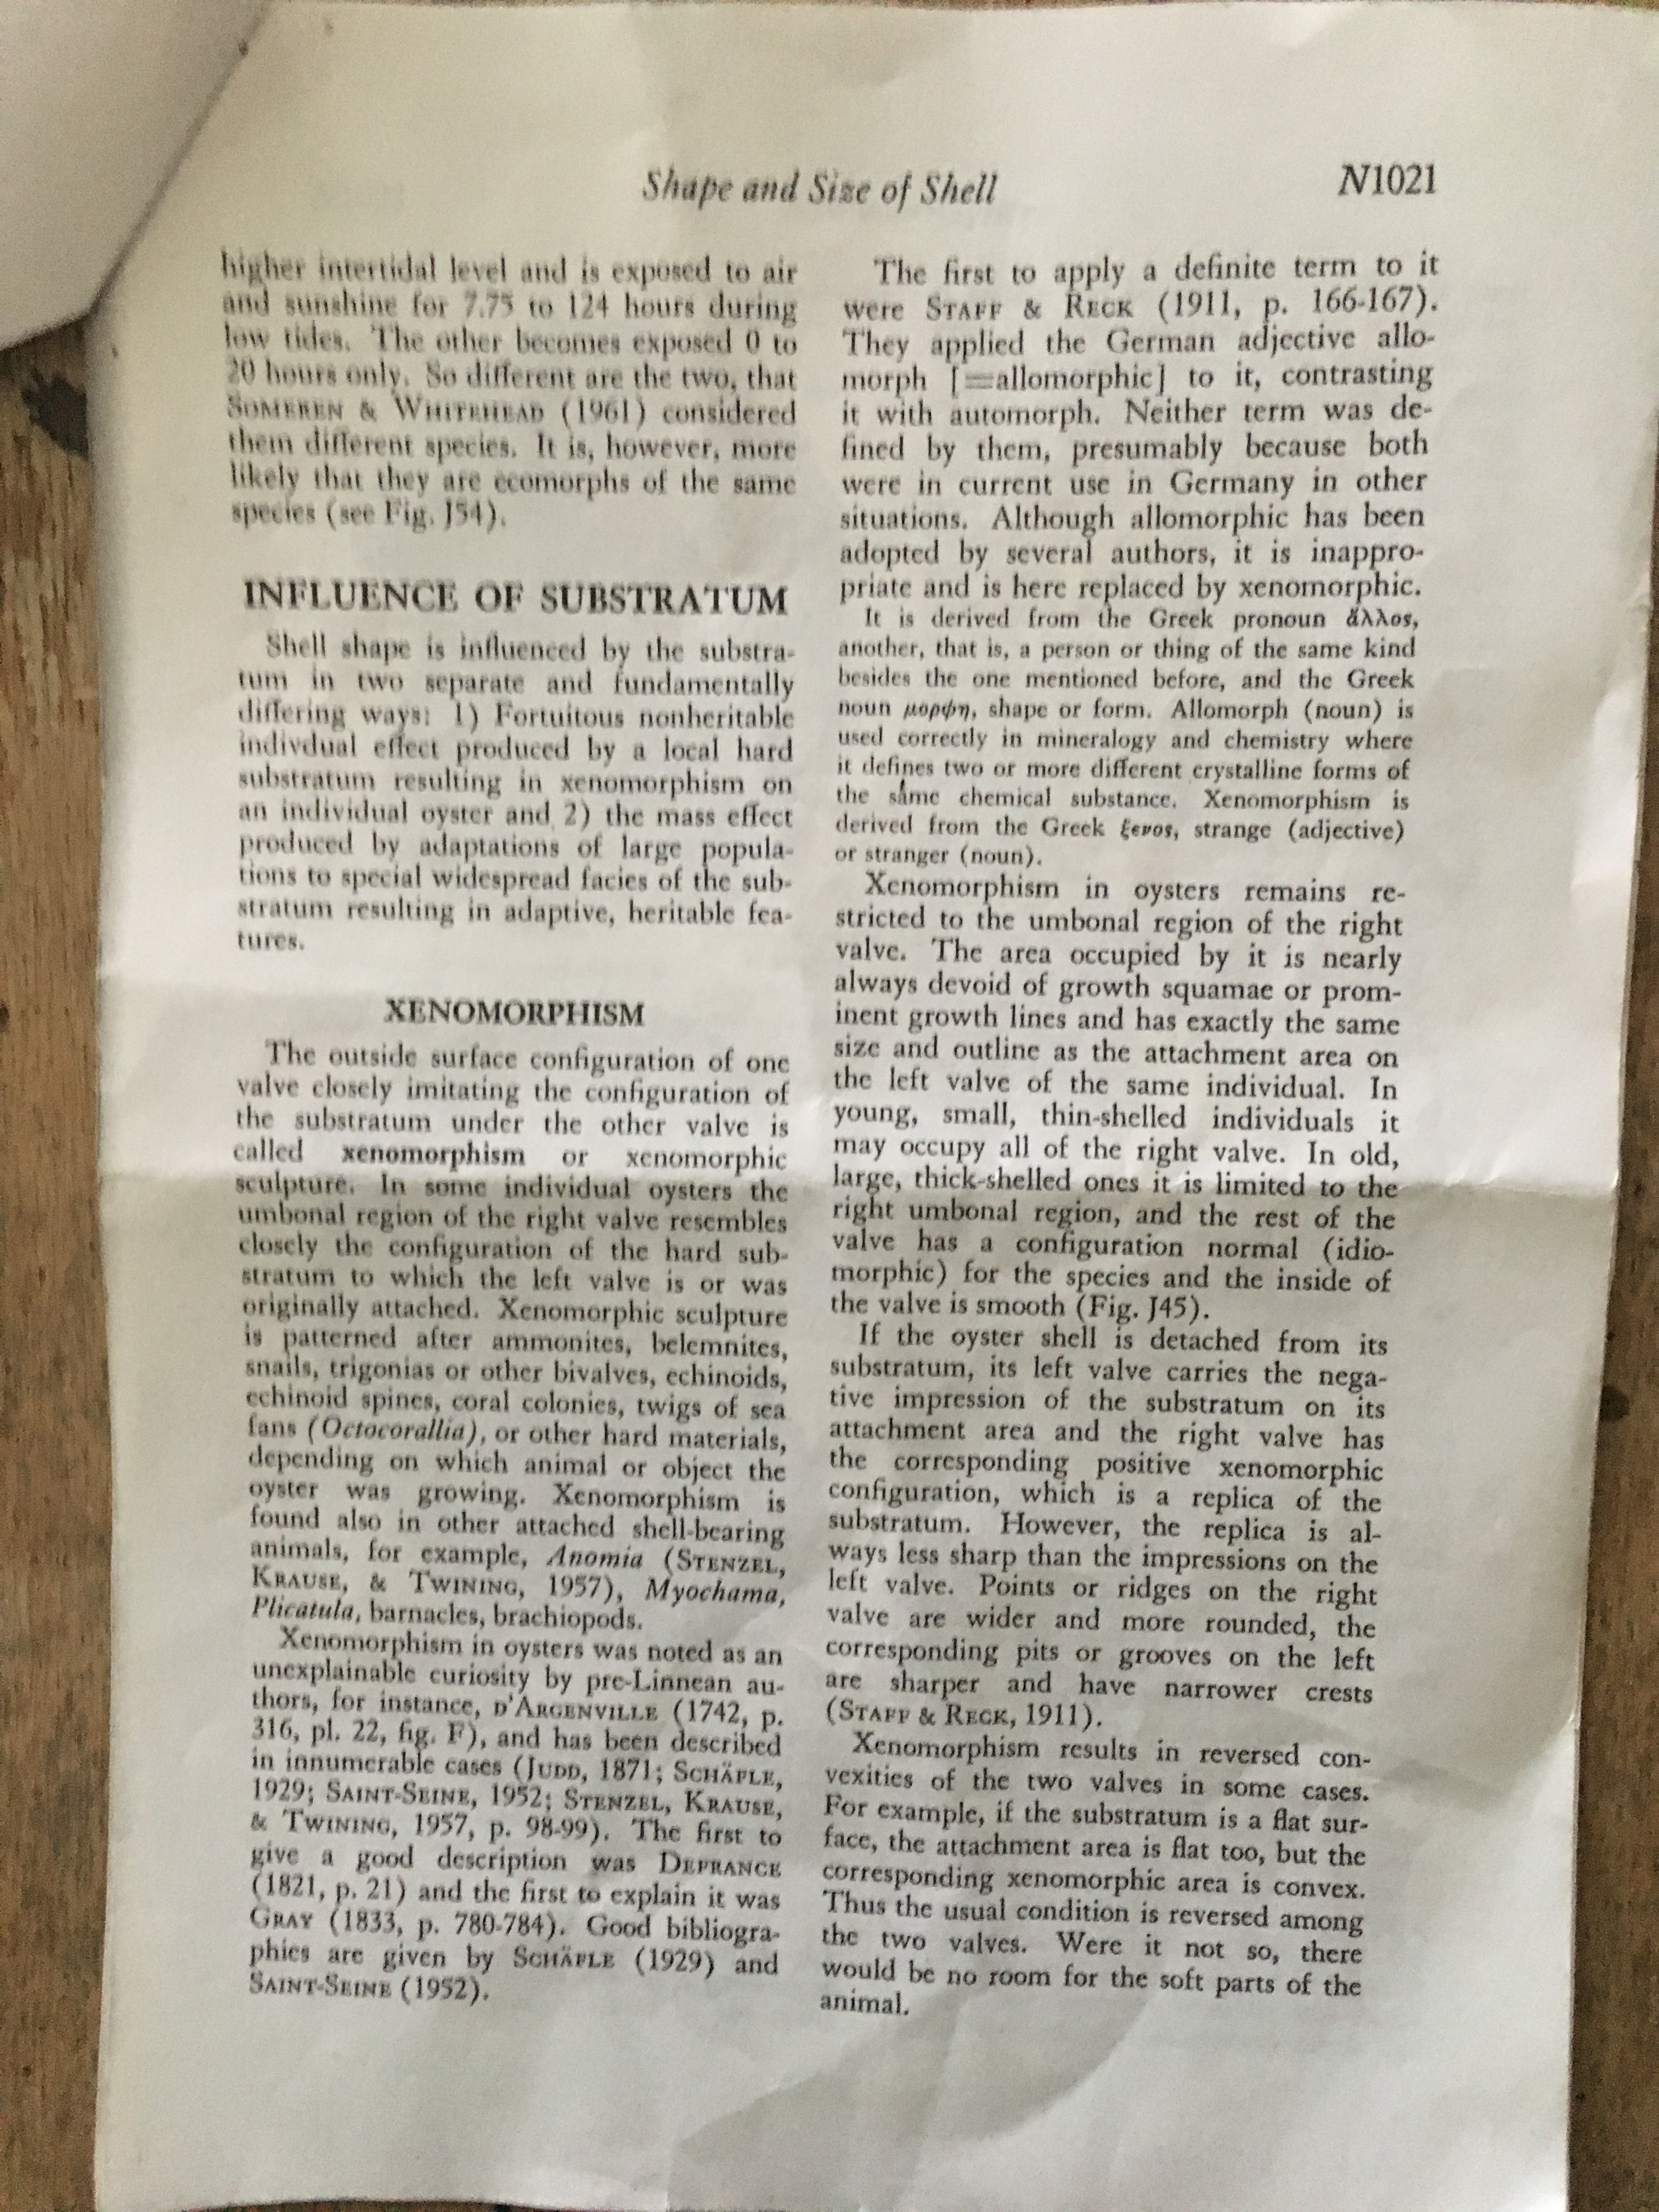 Shape and Size of Shell
N1021
higher intertidal level and is exposed to air
and sunshine for 7.75 to 124 hours during
low tides. The other becomes exposed 0 to
20 hours only. So different are the two, that
SOMEREN & WHITEHEAD (1961) considered
them different species. It is, however, more
likely that they are ecomorphs of the same
species (see Fig. J54).
INFLUENCE OF SUBSTRATUM
Shell shape is influenced by the substra-
tum in two separate and fundamentally
differing ways: 1) Fortuitous nonheritable
indivdual effect produced by a local hard
substratum resulting in xenomorphism on
an individual oyster and 2) the mass effect
produced by adaptations of large popula-
tions to special widespread facies of the sub-
stratum resulting in adaptive, heritable fea-
tures.
XENOMORPHISM
The outside surface configuration of one
valve closely imitating the configuration of
the substratum under the other valve is
called xenomorphism or xenomorphic
sculpture. In some individual oysters the
umbonal region of the right valve resembles
closely the configuration of the hard sub-
stratum to which the left valve is or was
originally attached. Xenomorphic sculpture
is patterned after ammonites, belemnites,
snails, trigonias or other bivalves, echinoids,
echinoid spines, coral colonies, twigs of sea
fans (Octocorallia), or other hard materials,
depending on which animal or object the
oyster was growing. Xenomorphism is
found also in other attached shell-bearing
animals, for example, Anomia (STENZEL,
KRAUSE, & TWINING, 1957), Myochama,
Plicatula, barnacles, brachiopods.
Xenomorphism in oysters was noted as an
unexplainable curiosity by pre-Linnean au-
thors, for instance, D'ARGENVILLE (1742, p.
316, pl. 22, fig. F), and has been described
in innumerable cases (JUDD, 1871; SCHÄFLE,
1929; SAINT-SEINE, 1952; STENZEL, KRAUSE,
& TWINING, 1957, p. 98-99). The first to
give a good description was DEFRANCE
(1821, p. 21) and the first to explain it was
GRAY (1833, p. 780-784). Good bibliogra-
phies are given by SCHÄFLE (1929) and
SAINT-SEINE (1952).
The first to apply a definite term to it
were STAFF & RECK (1911, p. 166-167).
They applied the German adjective allo-
morph [=allomorphic] to it, contrasting
it with automorph. Neither term was de-
fined by them, presumably because both
were in current use in Germany in other
situations. Although allomorphic has been
adopted by several authors, it is inappro-
priate and is here replaced by xenomorphic.
It is derived from the Greek pronoun ἄλλος,
another, that is, a person or thing of the same kind
besides the one mentioned before, and the Greek
noun μορφη, shape or form. Allomorph (noun) is
used correctly in mineralogy and chemistry where
it defines two or more different crystalline forms of
the same chemical substance. Xenomorphism is
derived from the Greek ξενος, strange (adjective)
or stranger (noun).
Xenomorphism in oysters remains re-
stricted to the umbonal region of the right
valve. The area occupied by it is nearly
always devoid of growth squamae or prom-
inent growth lines and has exactly the same
size and outline as the attachment area on
the left valve of the same individual. In
young, small, thin-shelled individuals it
may occupy all of the right valve. In old,
large, thick-shelled ones it is limited to the
right umbonal region, and the rest of the
valve has a configuration normal (idio-
morphic) for the species and the inside of
the valve is smooth (Fig. J45).
If the oyster shell is detached from its
substratum, its left valve carries the nega-
tive impression of the substratum on its
attachment area and the right valve has
the corresponding positive xenomorphic
configuration, which is a replica of the
substratum. However, the replica is al-
ways less sharp than the impressions on the
left valve. Points or ridges on the right
valve are wider and more rounded, the
corresponding pits or grooves on the left
are sharper and have narrower crests
(STAFF & RECK, 1911).
Xenomorphism results in reversed con-
vexities of the two valves in some cases.
For example, if the substratum is a flat sur-
face, the attachment area is flat too, but the
corresponding xenomorphic area is convex.
Thus the usual condition is reversed among
the two valves. Were it not so, there
would be no room for the soft parts of the
animal.